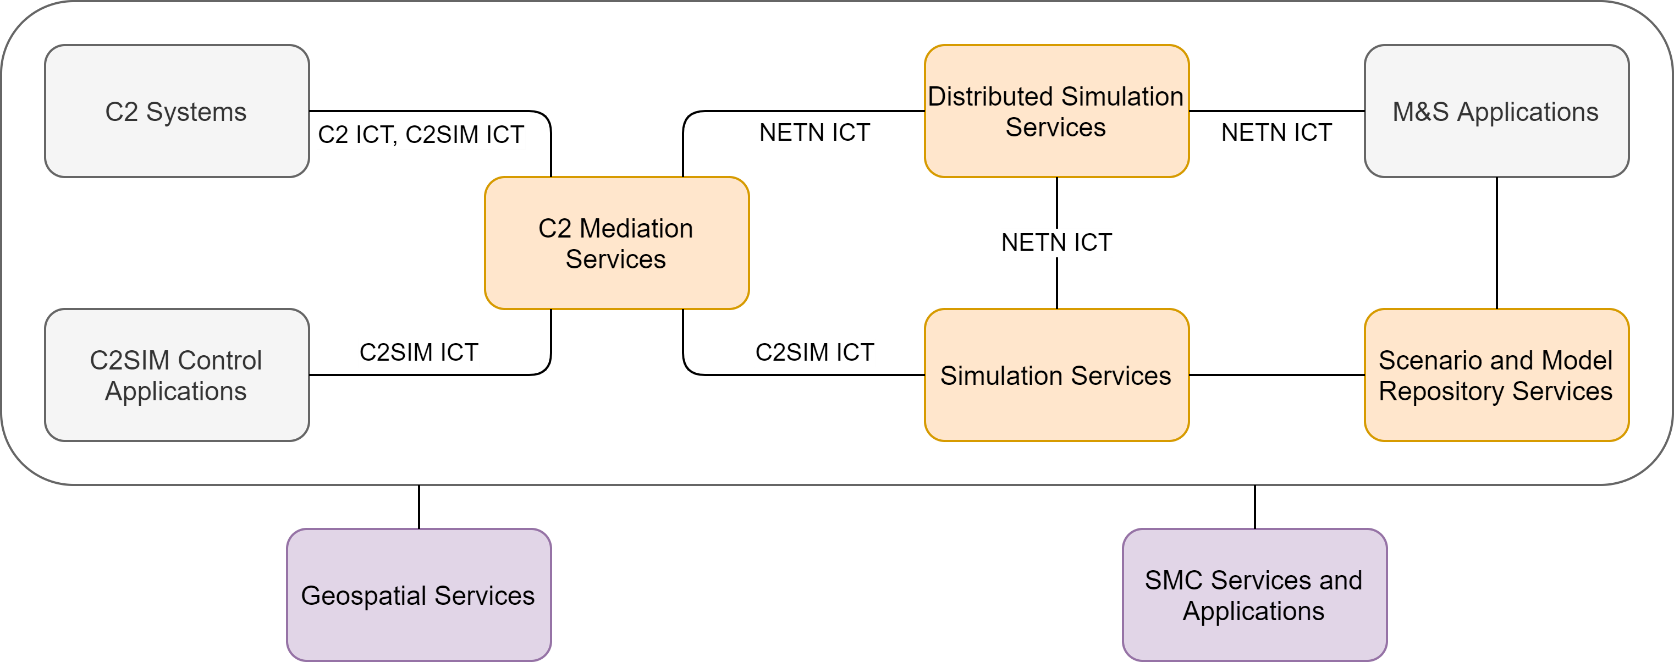 C2 Systems
C2 ICT, C2SIM ICT
NETN ICT
Distributed Simulation
Services
NETN ICT
M&S Applications
C2 Mediation
Services
NETN ICT
C2SIM Control
Applications
C2SIM ICT
C2SIM ICT
Simulation Services
Scenario and Model
Repository Services
Geospatial Services
SMC Services and
Applications